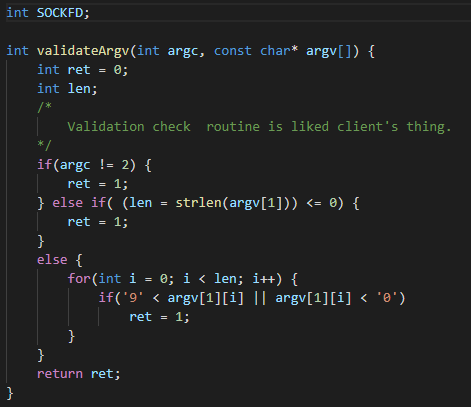 int SOCKFD;
int validateArgv(int argc, const char* argv[]) {
int ret = 0;
int len;
/*
Validation check  routine is liked client's thing.
*/
if(argc != 2) {
ret = 1;
} else if( (len = strlen(argv[1])) <= 0) {
ret = 1;
}
else {
for(int i = 0; i < len; i++) {
if('9' < argv[1][i] || argv[1][i] < '0')
ret = 1;
}
}
return ret;
}